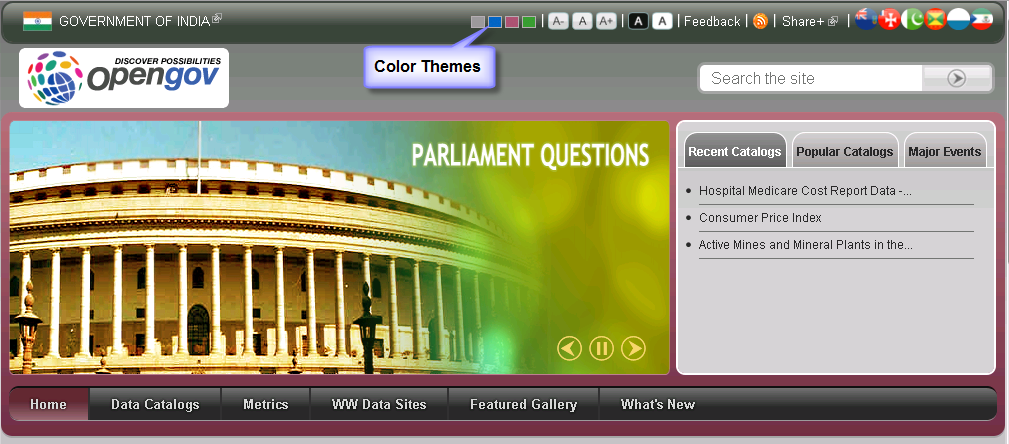 GOVERNMENT OF INDIA
A- A A+ A A Feedback Share+
Color Themes
DISCOVER POSSIBILITIES
opengov
Search the site
PARLIAMENT QUESTIONS
Recent Catalogs Popular Catalogs Major Events
Hospital Medicare Cost Report Data -...
Consumer Price Index
Active Mines and Mineral Plants in the...
Home Data Catalogs Metrics WW Data Sites Featured Gallery What's New